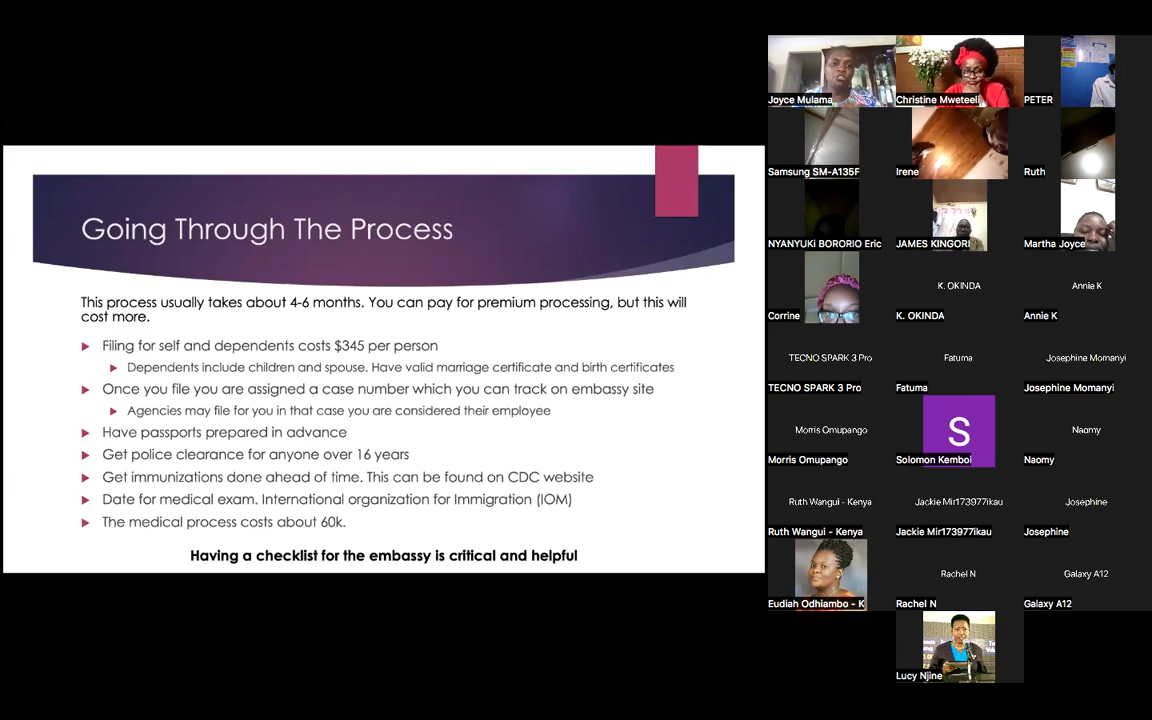 Going Through The Process
This process usually takes about 4-6 months. You can pay for premium processing, but this will
cost more.
Filing for self and dependents costs $345 per person
Dependents include children and spouse. Have valid marriage certificate and birth certificates
Once you file you are assigned a case number which you can track on embassy site
Agencies may file for you in that case you are considered their employee
Have passports prepared in advance
Get police clearance for anyone over 16 years
Get immunizations done ahead of time. This can be found on CDC website
Date for medical exam. International organization for Immigration (IOM)
The medical process costs about 60k.
Having a checklist for the embassy is critical and helpful
Joyce Mulama
Christine Mweteeli
PETER
Samsung SM-A135F
Irene
Ruth
NYANYUKi BORORIO Eric
JAMES KINGORI
Martha Joyce
Corrine
K. OKINDA
K. OKINDA
Annie K
Annie K
TECNO SPARK 3 Pro
TECNO SPARK 3 Pro
Fatuma
Fatuma
Josephine Momanyi
Josephine Momanyi
Morris Omupango
Morris Omupango
S
Solomon Kemboi
Naomy
Naomy
Ruth Wangui - Kenya
Ruth Wangui - Kenya
Jackie Mir173977ikau
Jackie Mir173977ikau
Josephine
Josephine
Eudiah Odhiambo - K
Rachel N
Rachel N
Galaxy A12
Galaxy A12
Lucy Njine